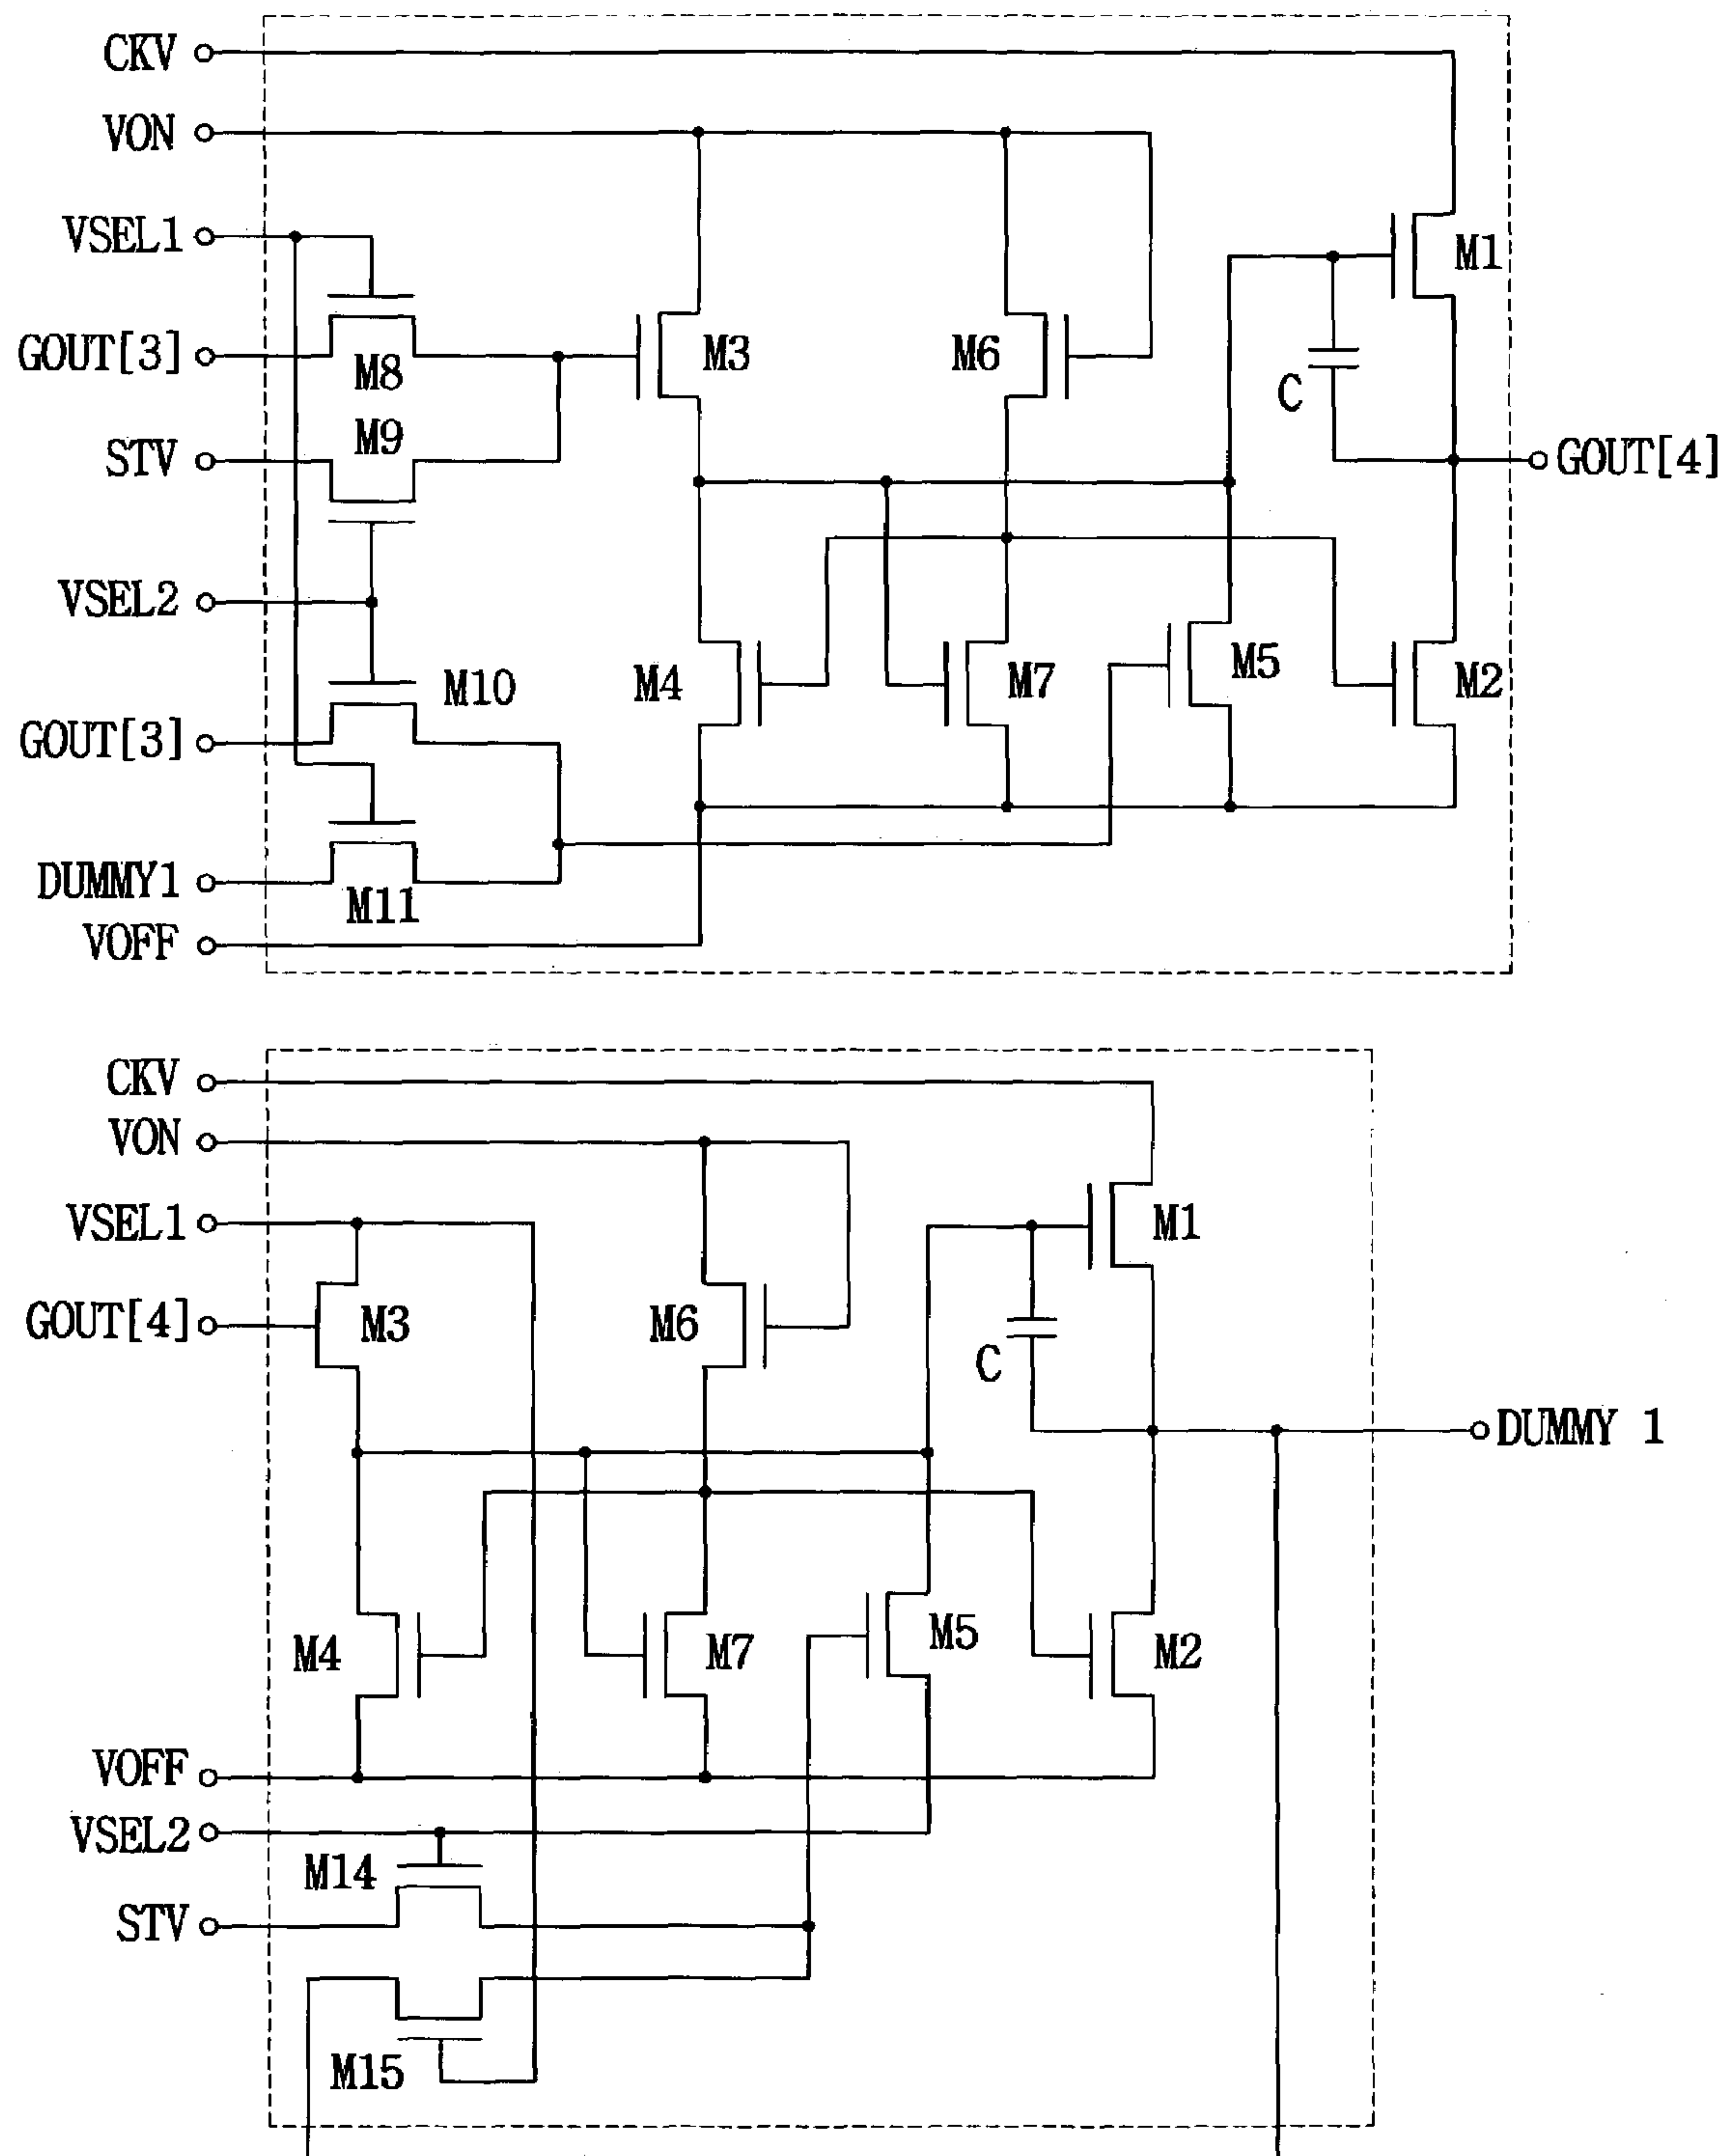 CKV
VON
VSEL1
M1
GOUT[3]
M8
M3
M6
C
M9
STV
GOUT[4]
VSEL2
M10
M4
M7
M5
M2
GOUT[3]
DUMMY1
M11
VOFF
CKV
VON
VSEL1
M1
GOUT[4]
M3
M6
C
DUMMY 1
M4
M7
M5
M2
VOFF
VSEL2
M14
STV
M15